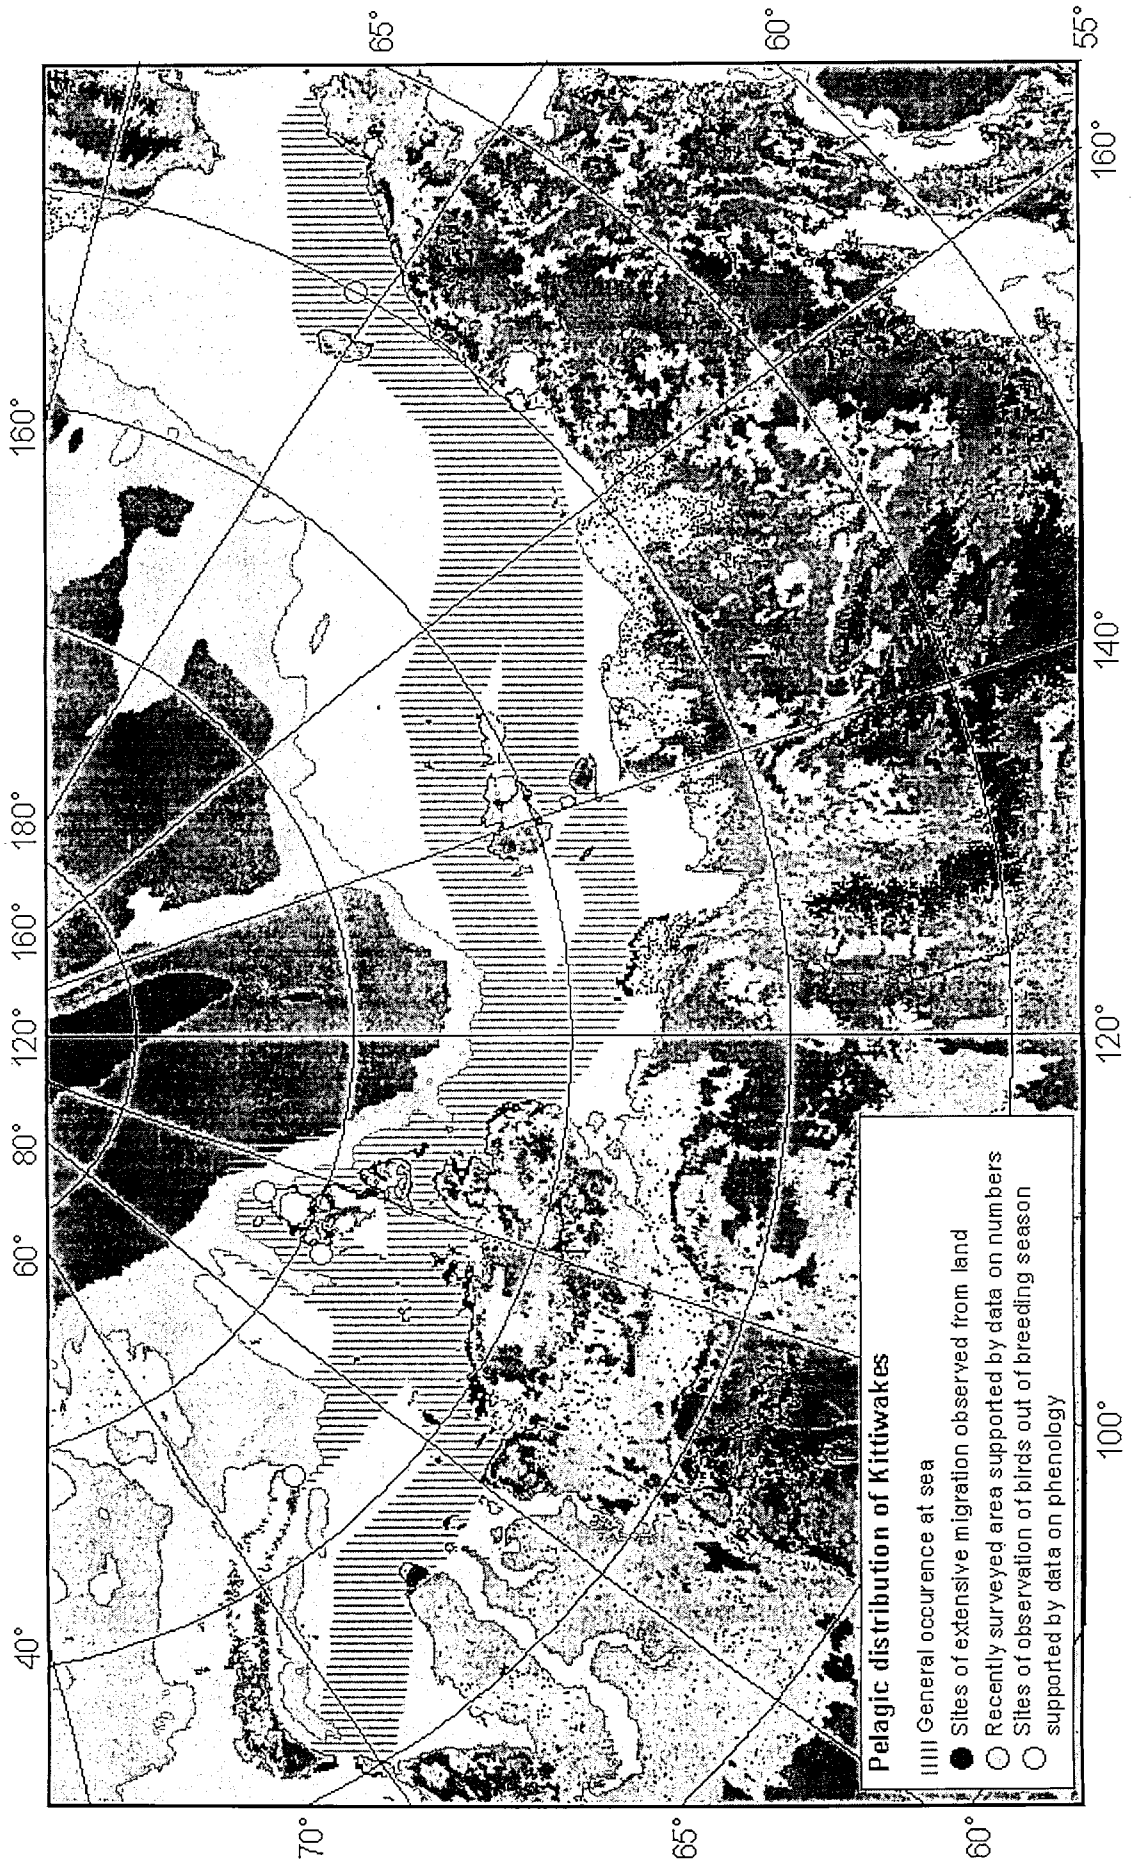 40°
60°
80°
120°
160°
180°
160°
70°
65°
60°
65°
60°
55°
100°
120°
140°
160°
Pelagic distribution of Kittiwakes
General occurence at sea
Sites of extensive migration observed from land
Recently surveyed area supported by data on numbers
Sites of observation of birds out of breeding season
supported by data on phenology